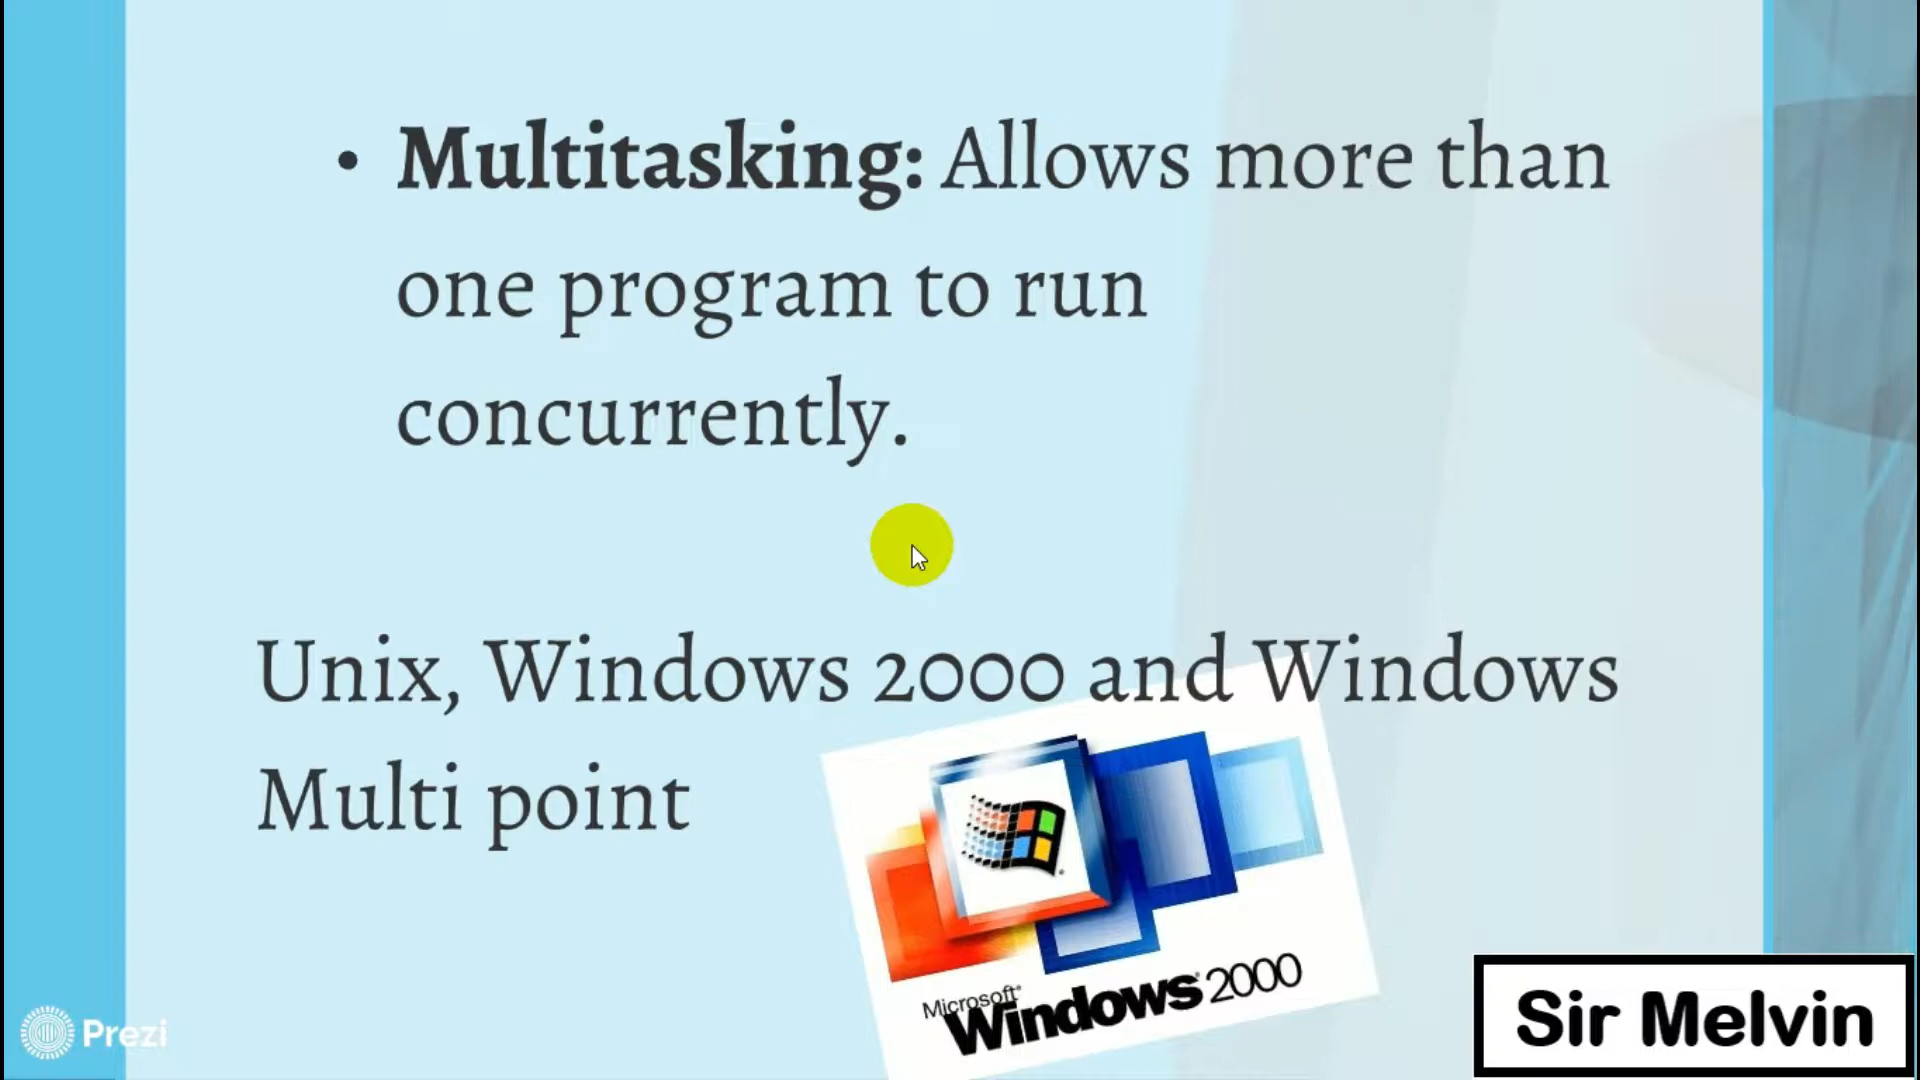 • Multitasking: Allows more than
one program to run
concurrently.
Unix, Windows 2000 and Windows
Multi point
Microsoft®
Windows® 2000
Prezi
Sir Melvin